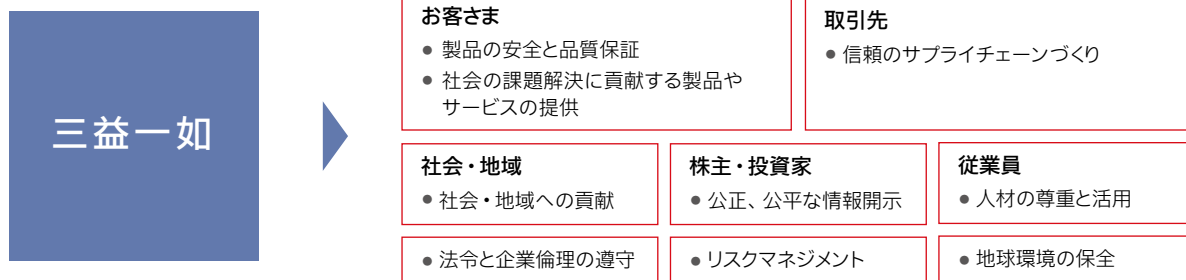 三益一如
お客さま
● 製品の安全と品質保証
● 社会の課題解決に貢献する製品や
サービスの提供
取引先
● 信頼のサプライチェーンづくり
社会・地域
● 社会・地域への貢献
株主・投資家
● 公正、公平な情報開示
従業員
● 人材の尊重と活用
● 法令と企業倫理の遵守
● リスクマネジメント
● 地球環境の保全